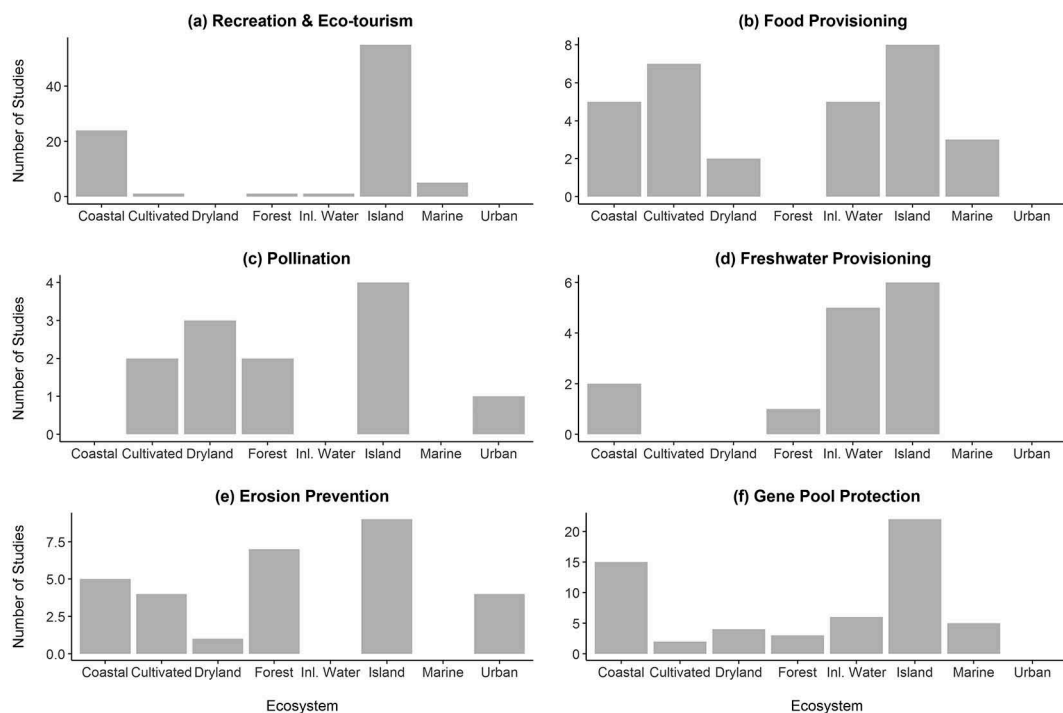 (a) Recreation & Eco-tourism
Number of Studies
40
20
0
Coastal Cultivated Dryland Forest Inl. Water Island Marine Urban
(b) Food Provisioning
8
6
4
2
0
Coastal Cultivated Dryland Forest Inl. Water Island Marine Urban
(c) Pollination
Number of Studies
4
3
2
1
0
Coastal Cultivated Dryland Forest Inl. Water Island Marine Urban
(d) Freshwater Provisioning
6
4
2
0
Coastal Cultivated Dryland Forest Inl. Water Island Marine Urban
(e) Erosion Prevention
Number of Studies
7.5
5.0
2.5
0.0
Coastal Cultivated Dryland Forest Inl. Water Island Marine Urban
Ecosystem
(f) Gene Pool Protection
20
15
10
5
0
Coastal Cultivated Dryland Forest Inl. Water Island Marine Urban
Ecosystem